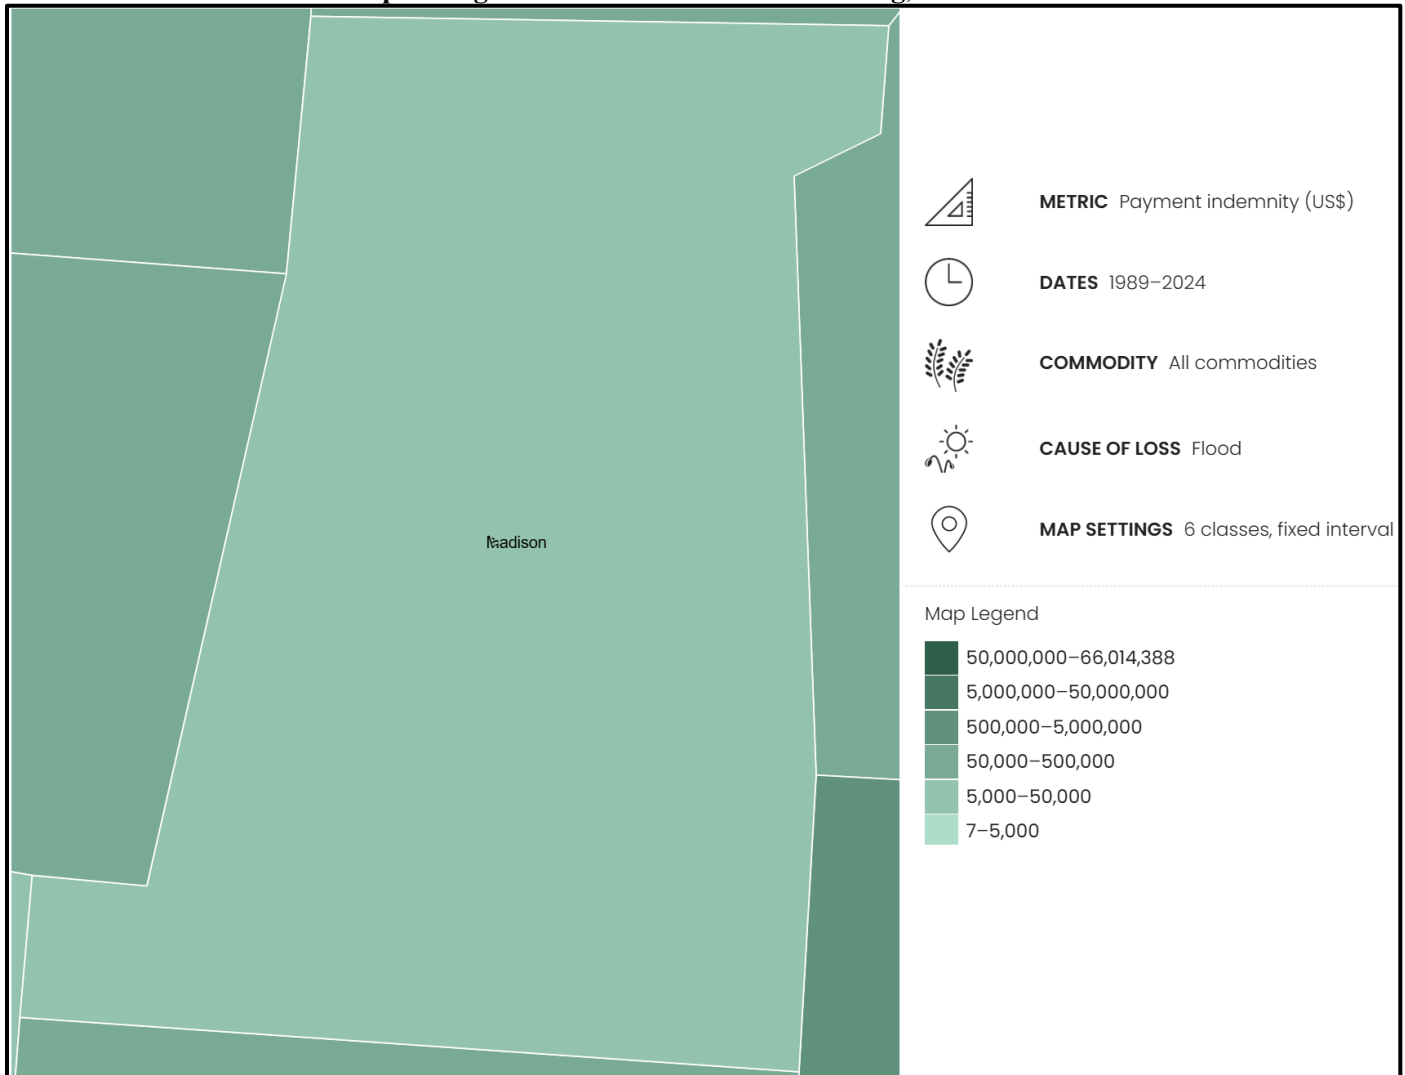 Madison
METRIC Payment indemnity (US$)
DATES 1989–2024
COMMODITY All commodities
CAUSE OF LOSS Flood
MAP SETTINGS 6 classes, fixed interval
Map Legend
50,000,000–66,014,388
5,000,000–50,000,000
500,000–5,000,000
50,000–500,000
5,000–50,000
7–5,000